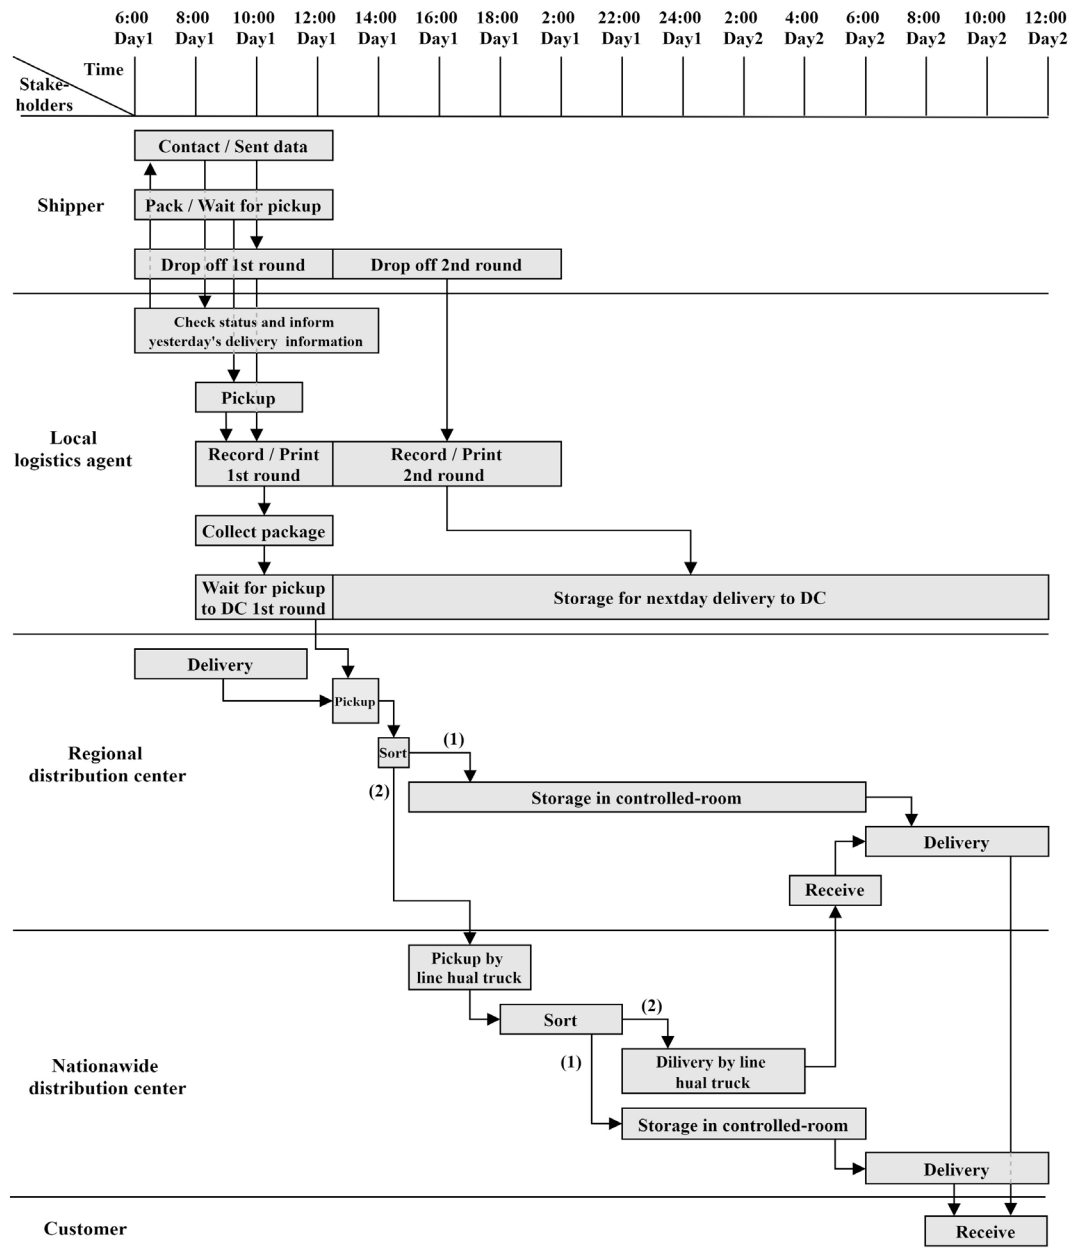 6:00 8:00 10:00 12:00 14:00 16:00 18:00 2:00 22:00 22:00 2:00 4:00 6:00 8:00 10:00 12:00
Day1 Day1 Day1 Day1 Day1 Day1 Day1 Day1 Day1 Day1 Day2 Day2 Day2 Day2 Day2 Day2
Time
Stake-
holders
Contact / Sent data
Shipper
Pack / Wait for pickup
Drop off 1st round
Drop off 2nd round
Check status and inform
yesterday's delivery information
Pickup
Local
logistics agent
Record / Print
1st round
Record / Print
2nd round
Collect package
Wait for pickup
to DC 1st round
Storage for nextday delivery to DC
Delivery
Pickup
Regional
distribution center
Sort
(1)
(2)
Storage in controlled-room
Delivery
Receive
Pickup by
line hual truck
Sort
(2)
(1)
Nationawide
distribution center
Dilivery by line
hual truck
Storage in controlled-room
Delivery
Customer
Receive